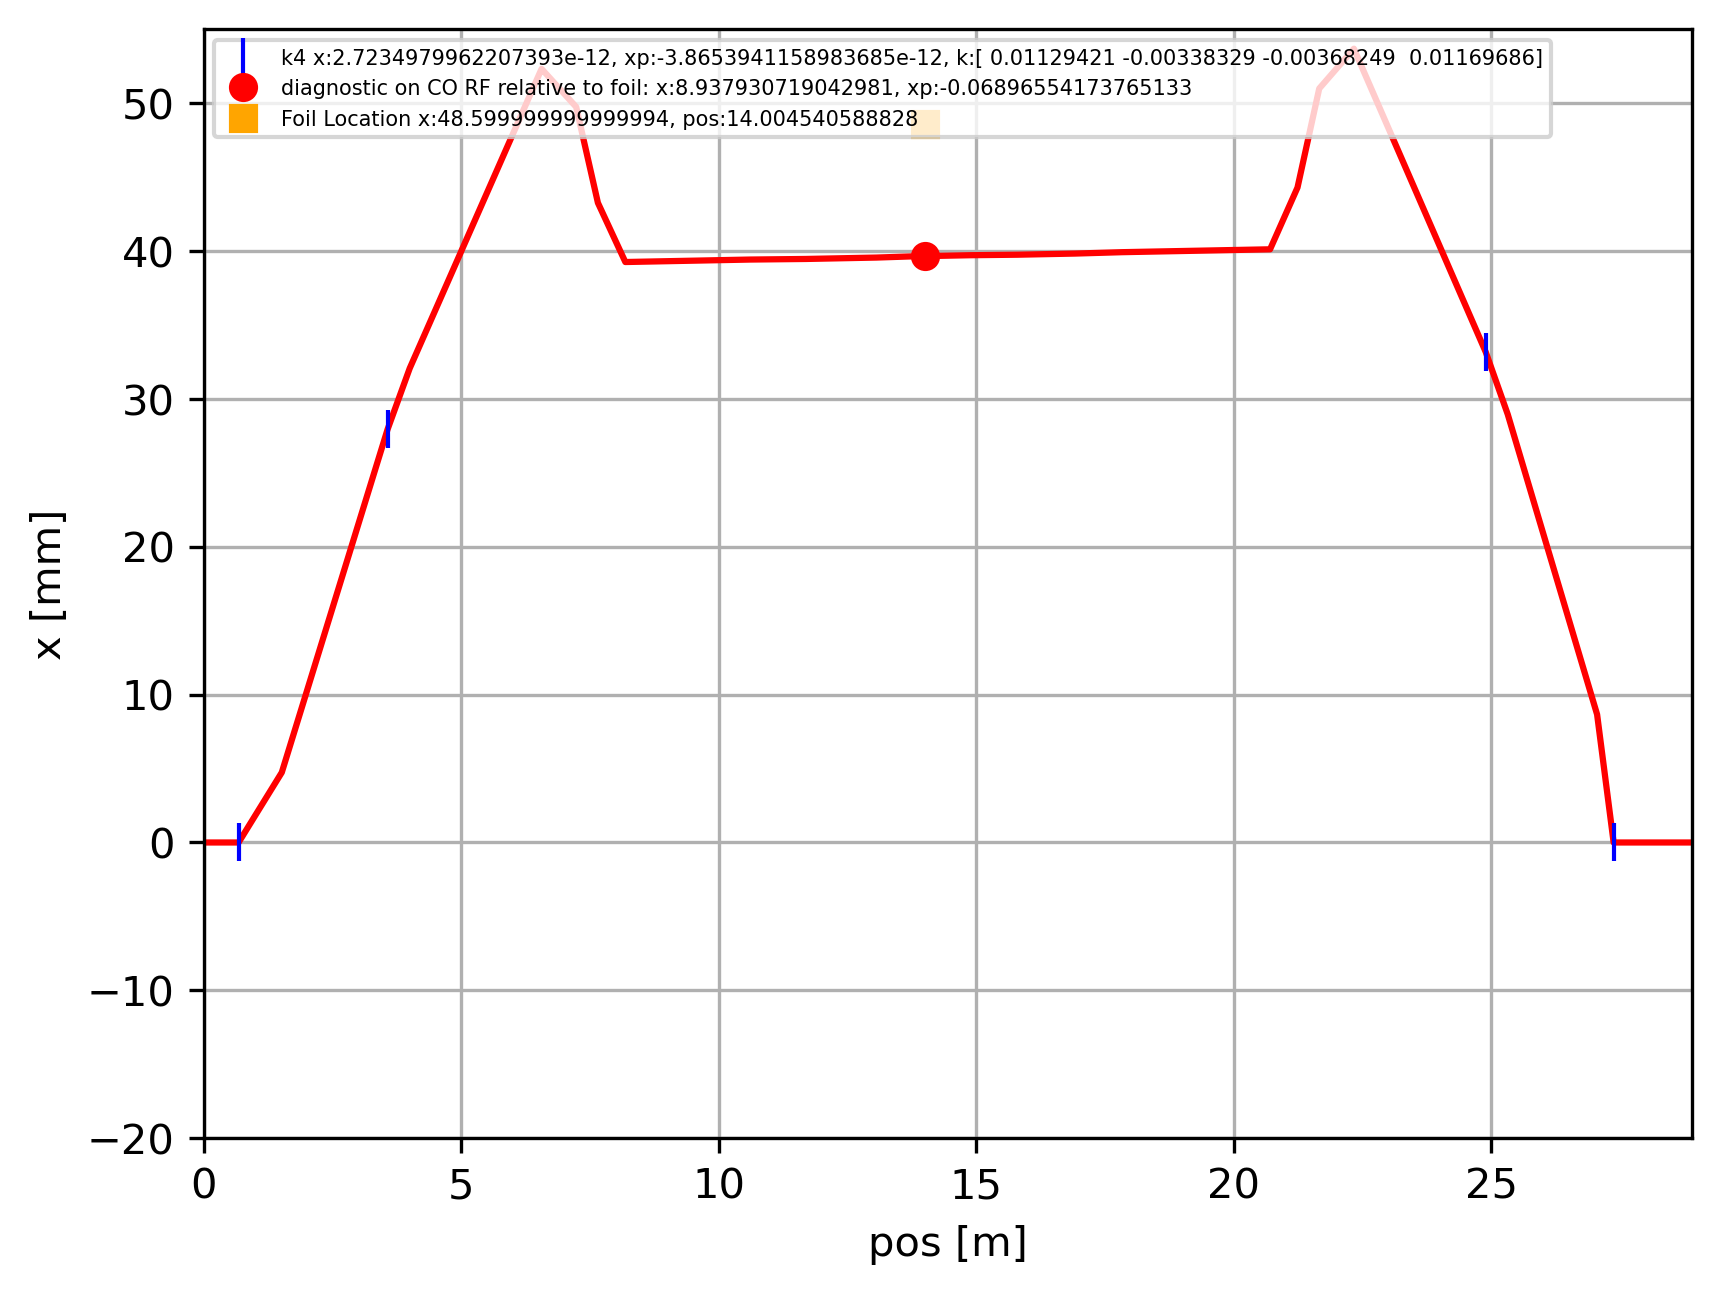 k4 x:2.7234979962207393e-12, xp:-3.8653941158983685e-12, k:[ 0.01129421 -0.00338329 -0.00368249  0.01169686]
diagnostic on CO RF relative to foil: x:8.937930719042981, xp:-0.06896554173765133
Foil Location x:48.599999999999994, pos:14.004540588828
50
40
30
20
10
0
−10
−20
x [mm]
0 5 10 15 20 25
pos [m]